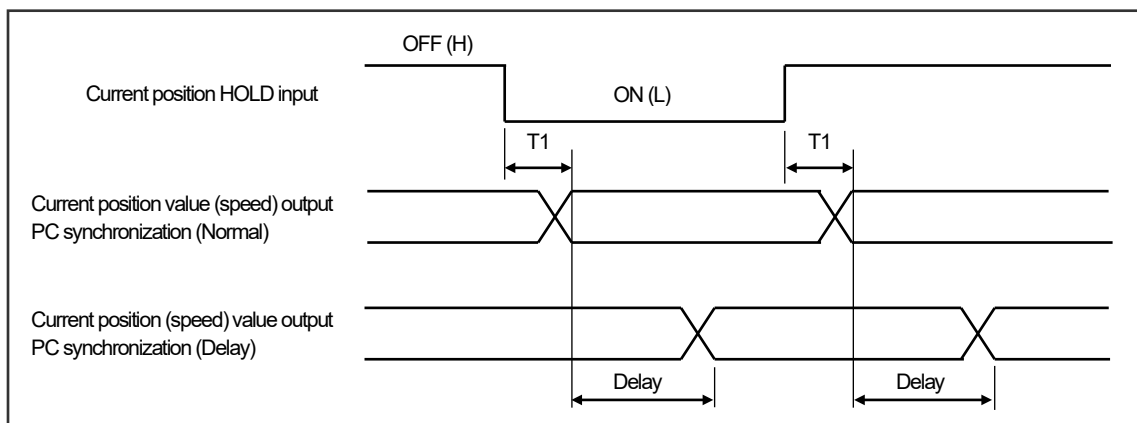 OFF (H)
Current position HOLD input
ON (L)
T1
T1
Current position value (speed) output
PC synchronization (Normal)
Current position (speed) value output
PC synchronization (Delay)
Delay
Delay